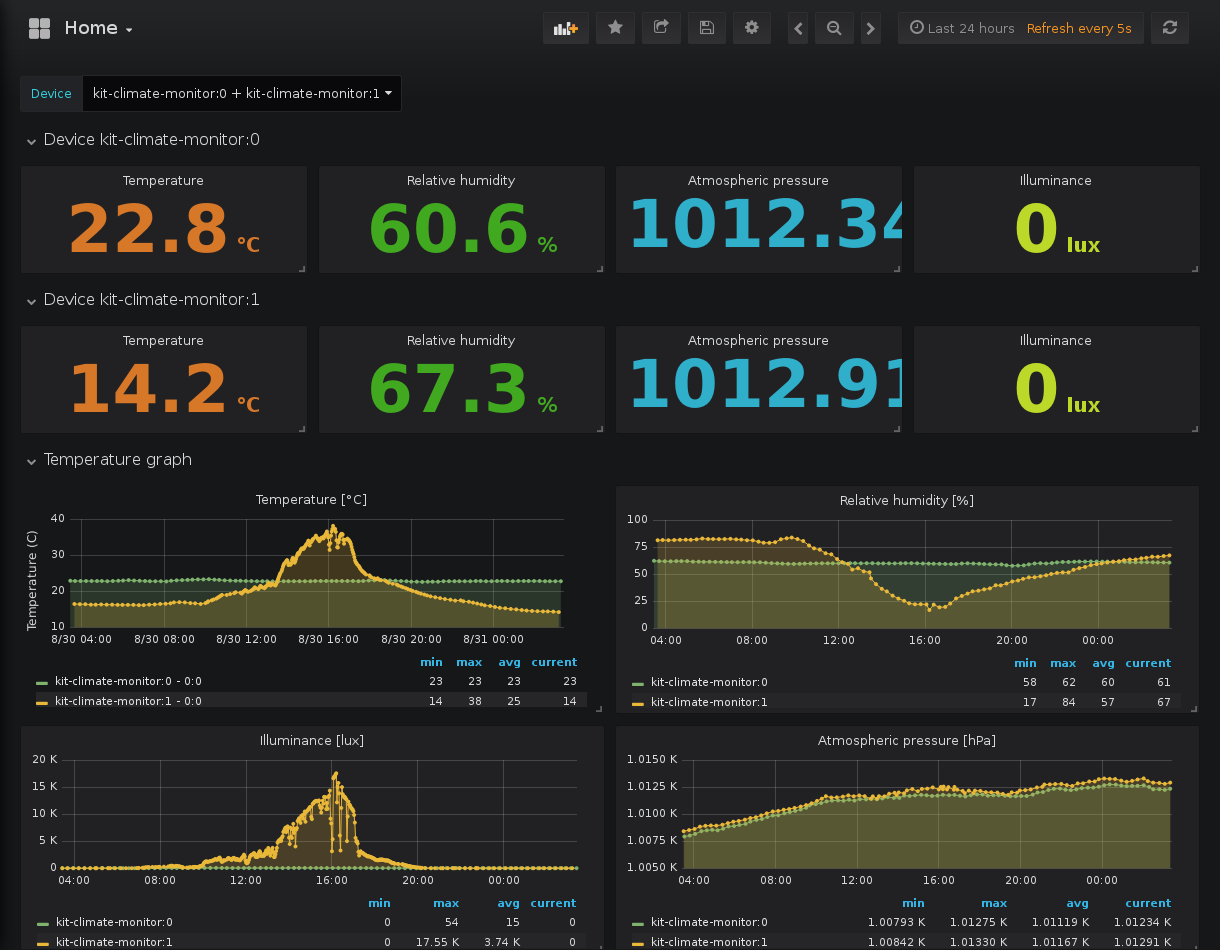 Home
Last 24 hours Refresh every 5s
Device kit-climate-monitor:0 + kit-climate-monitor:1
Device kit-climate-monitor:0
Temperature Relative humidity Atmospheric pressure Illuminance
22.8 °C 60.6 % 1012.34 0 lux
Device kit-climate-monitor:1
Temperature Relative humidity Atmospheric pressure Illuminance
14.2 °C 67.3 % 1012.91 0 lux
Temperature graph
Temperature [°C]
Temperature (C)
40
30
20
10
8/30 04:00 8/30 08:00 8/30 12:00 8/30 16:00 8/30 20:00 8/31 00:00
min max avg current
kit-climate-monitor:0 - 0:0 23 23 23 23
kit-climate-monitor:1 - 0:0 14 38 25 14
Relative humidity [%]
100
75
50
25
0
04:00 08:00 12:00 16:00 20:00 00:00
min max avg current
kit-climate-monitor:0 58 62 60 61
kit-climate-monitor:1 17 84 57 67
Illuminance [lux]
20 K
15 K
10 K
5 K
0
04:00 08:00 12:00 16:00 20:00 00:00
min max avg current
kit-climate-monitor:0 0 54 15 0
kit-climate-monitor:1 0 17.55 K 3.74 K 0
Atmospheric pressure [hPa]
1.0150 K
1.0125 K
1.0100 K
1.0075 K
1.0050 K
04:00 08:00 12:00 16:00 20:00 00:00
min max avg current
kit-climate-monitor:0 1.00793 K 1.01275 K 1.01119 K 1.01234 K
kit-climate-monitor:1 1.00842 K 1.01330 K 1.01167 K 1.01291 K